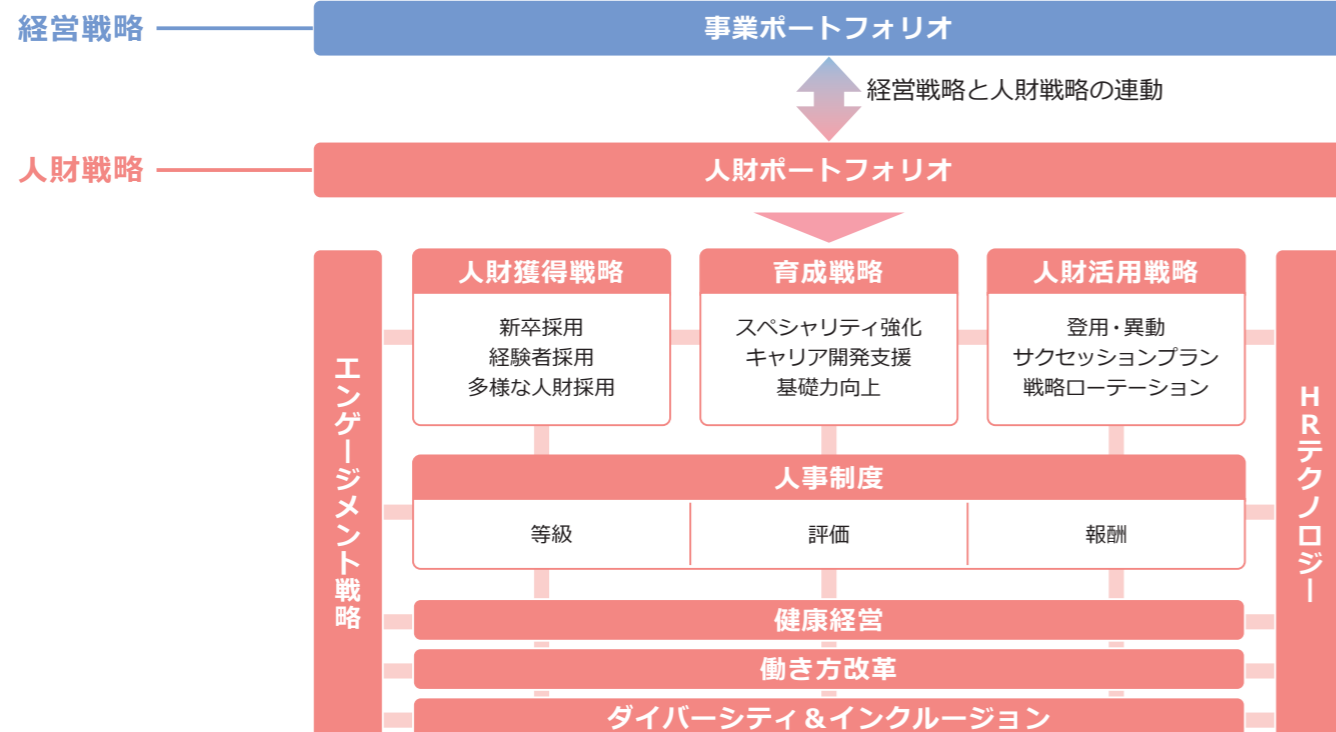 経営戦略
事業ポートフォリオ
経営戦略と人財戦略の連動
人財戦略
人財ポートフォリオ
エンゲージメント戦略
人財獲得戦略
新卒採用
経験者採用
多様な人財採用
育成戦略
スペシャリティ強化
キャリア開発支援
基礎力向上
人財活用戦略
登用・異動
サクセッションプラン
戦略ローテーション
人事制度
等級
評価
報酬
健康経営
働き方改革
ダイバーシティ＆インクルージョン
HRテクノロジー